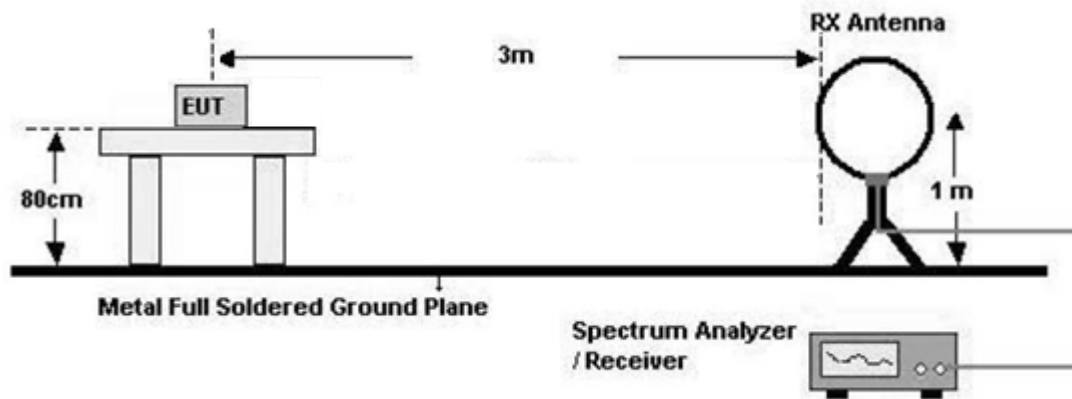 RX Antenna
3m
EUT
80cm
1 m
Metal Full Soldered Ground Plane
Spectrum Analyzer
/ Receiver